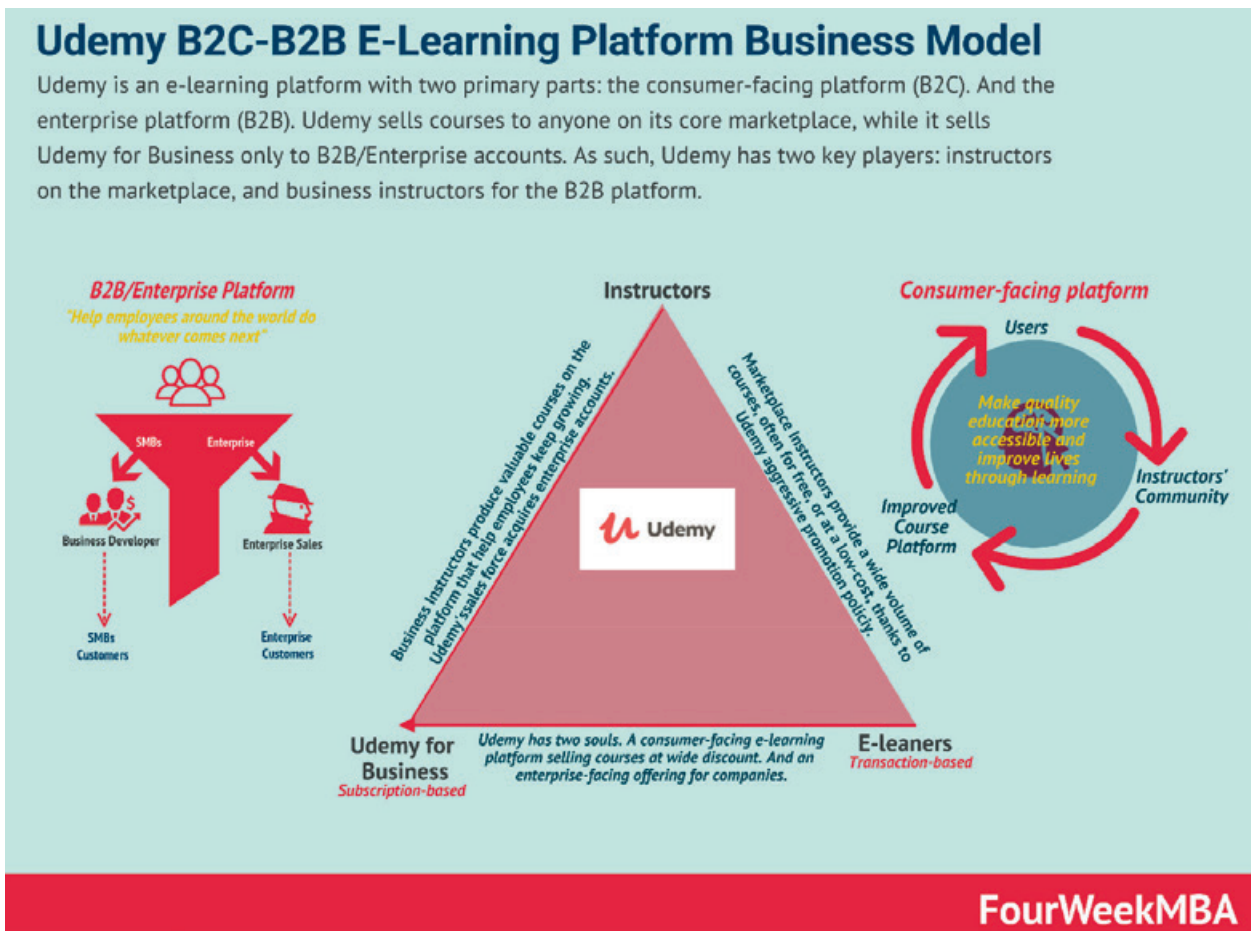 Udemy B2C-B2B E-Learning Platform Business Model
Udemy is an e-learning platform with two primary parts: the consumer-facing platform (B2C). And the
enterprise platform (B2B). Udemy sells courses to anyone on its core marketplace, while it sells
Udemy for Business only to B2B/Enterprise accounts. As such, Udemy has two key players: instructors
on the marketplace, and business instructors for the B2B platform.
B2B/Enterprise Platform
"Help employees around the world do
whatever comes next"
SMBs
Enterprise
Business Developer
Enterprise Sales
SMBs
Customers
Enterprise
Customers
Instructors
Business Instructors produce valuable courses on the
platform that help employees keep growing.
Udemy'ssales force acquires enterprise accounts.
Marketplace Instructors provide a wide volume of
courses, often for free, or at a low-cost, thanks to
Udemy aggressive promotion policiy.
Udemy
Udemy for
Business
Subscription-based
Udemy has two souls. A consumer-facing e-learning
platform selling courses at wide discount. And an
enterprise-facing offering for companies.
E-leaners
Transaction-based
Consumer-facing platform
Users
Make quality
education more
accessible and
improve lives
through learning
Instructors'
Community
Improved
Course
Platform
FourWeekMBA